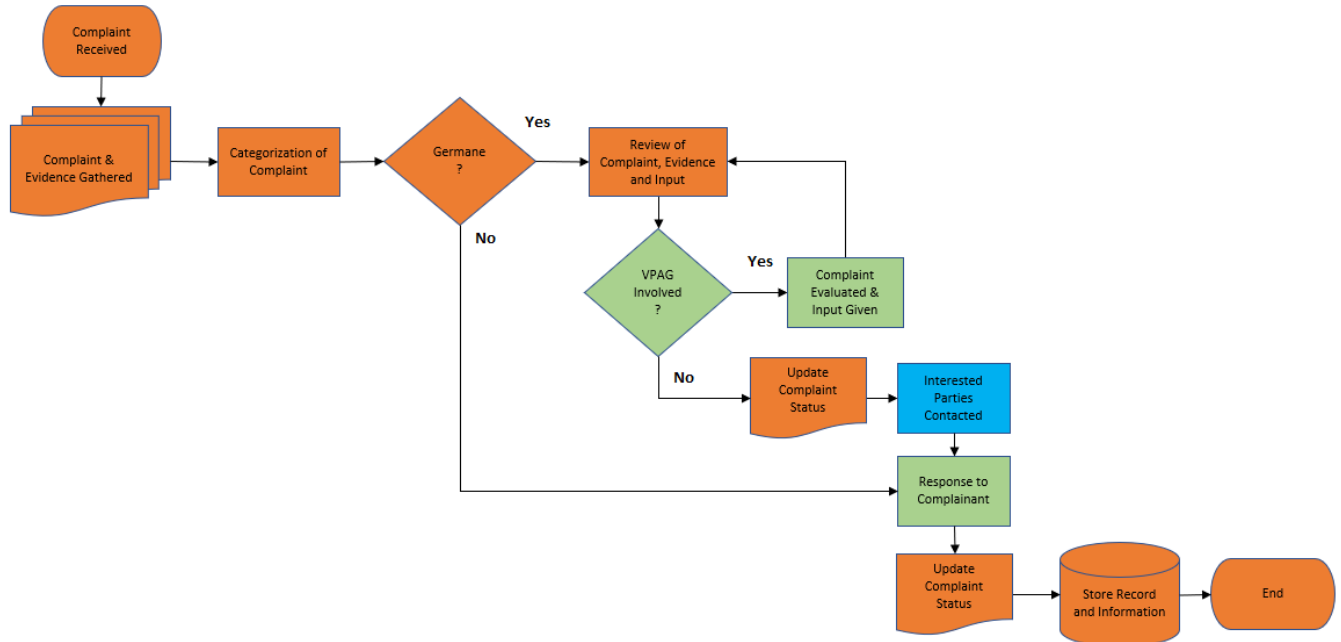 Complaint
Received
Complaint &
Evidence Gathered
Categorization of
Complaint
Germane
?
Yes
No
Review of
Complaint, Evidence
and Input
VPAG
Involved
?
Yes
Complaint
Evaluated &
Input Given
No
Update
Complaint
Status
Interested
Parties
Contacted
Response to
Complainant
Update
Complaint
Status
Store Record
and Information
End